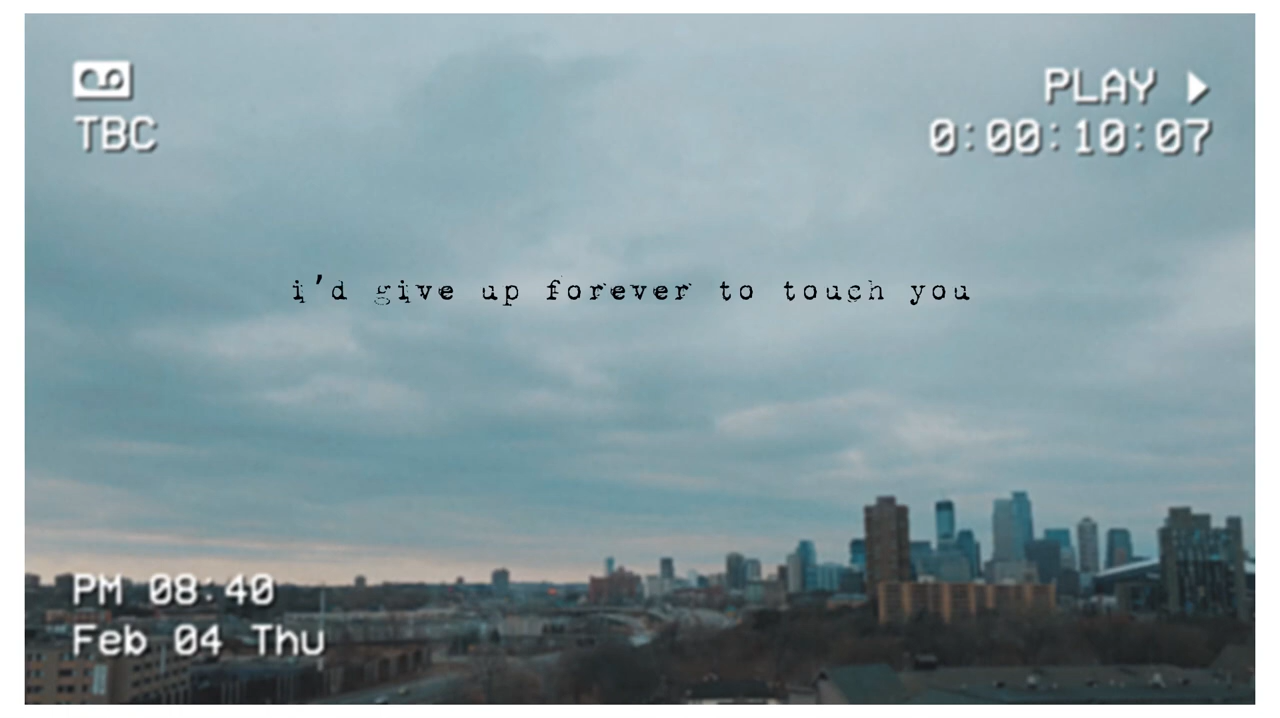 TBC
PLAY
0:00:10:07
i'd give up forever to touch you
PM 08:40
Feb 04 Thu